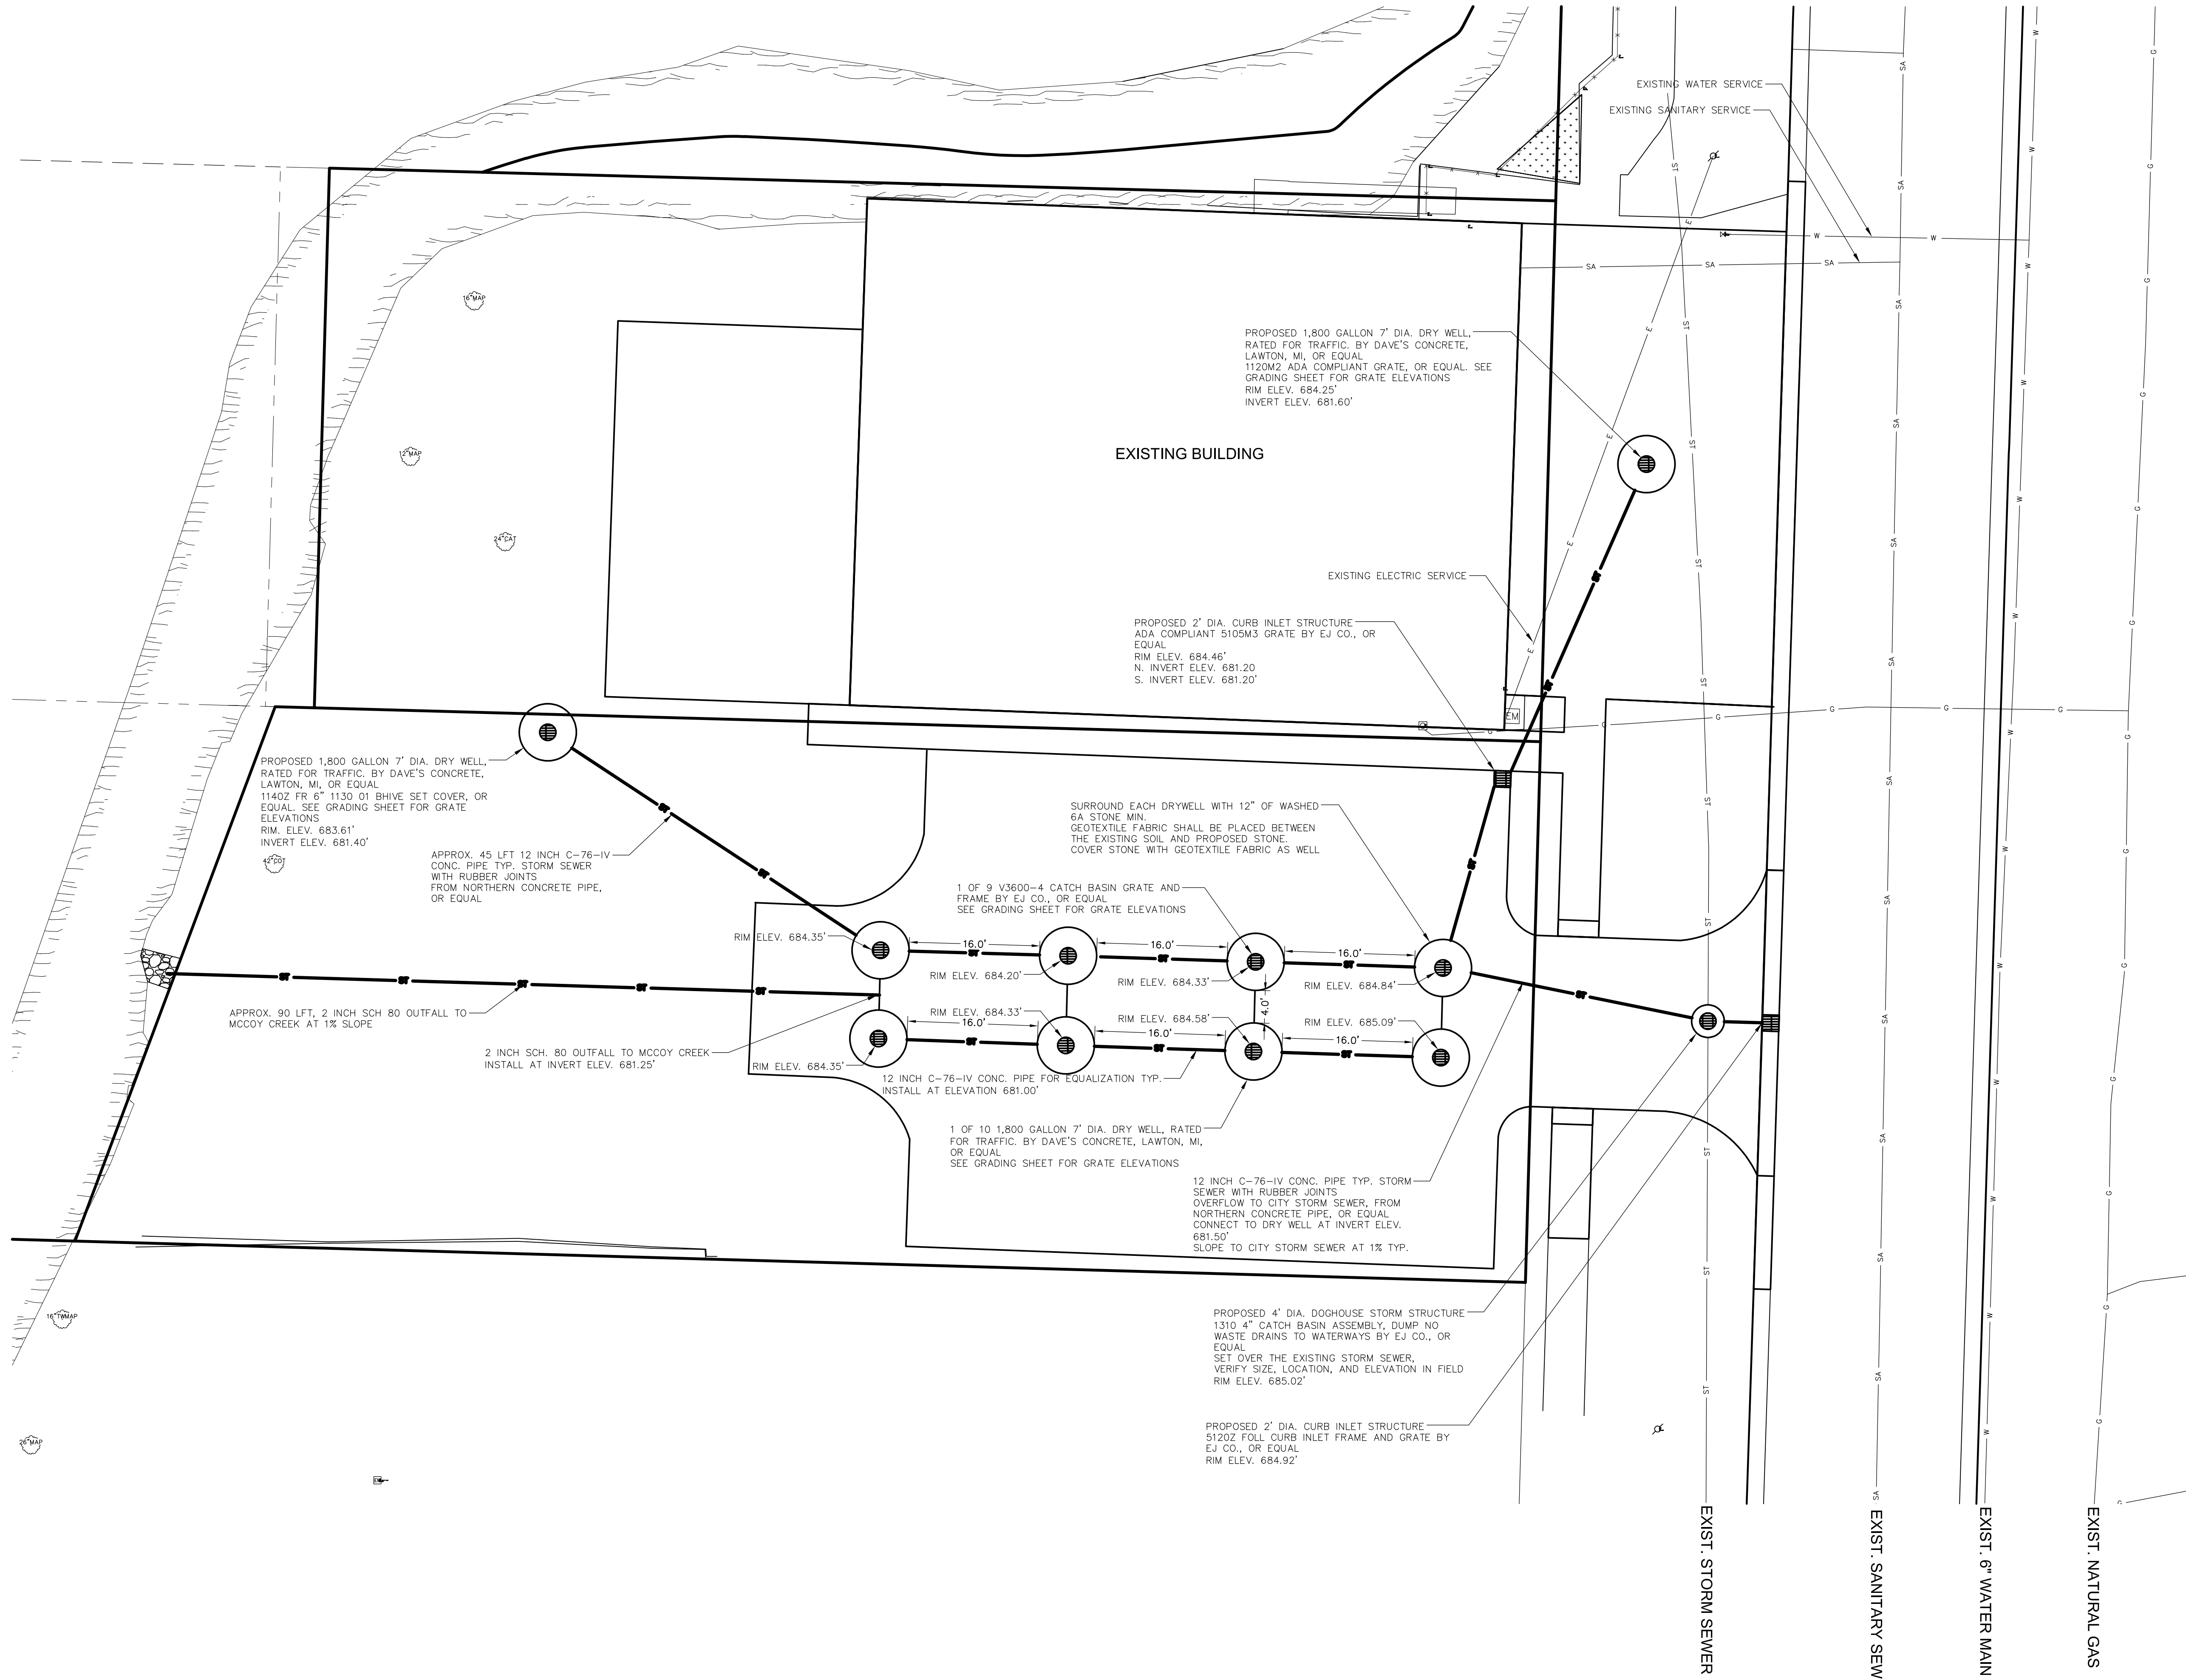 EXISTING WATER SERVICE
EXISTING SANITARY SERVICE
16"MAP
12"MAP
24"CAT
PROPOSED 1,800 GALLON 7' DIA. DRY WELL,
RATED FOR TRAFFIC. BY DAVE'S CONCRETE,
LAWTON, MI, OR EQUAL
1120M2 ADA COMPLIANT GRATE, OR EQUAL. SEE
GRADING SHEET FOR GRATE ELEVATIONS
RIM ELEV. 684.25'
INVERT ELEV. 681.60'
EXISTING BUILDING
EXISTING ELECTRIC SERVICE
PROPOSED 2' DIA. CURB INLET STRUCTURE
ADA COMPLIANT 5105M3 GRATE BY EJ CO., OR
EQUAL
RIM ELEV. 684.46'
N. INVERT ELEV. 681.20
S. INVERT ELEV. 681.20'
EM
PROPOSED 1,800 GALLON 7' DIA. DRY WELL,
RATED FOR TRAFFIC. BY DAVE'S CONCRETE,
LAWTON, MI, OR EQUAL
1140Z FR 6" 1130 01 BHIVE SET COVER, OR
EQUAL. SEE GRADING SHEET FOR GRATE
ELEVATIONS
RIM. ELEV. 683.61'
INVERT ELEV. 681.40'
42"COT
APPROX. 45 LFT 12 INCH C-76-IV
CONC. PIPE TYP. STORM SEWER
WITH RUBBER JOINTS
FROM NORTHERN CONCRETE PIPE,
OR EQUAL
SURROUND EACH DRYWELL WITH 12" OF WASHED
6A STONE MIN.
GEOTEXTILE FABRIC SHALL BE PLACED BETWEEN
THE EXISTING SOIL AND PROPOSED STONE.
COVER STONE WITH GEOTEXTILE FABRIC AS WELL
1 OF 9 V3600-4 CATCH BASIN GRATE AND
FRAME BY EJ CO., OR EQUAL
SEE GRADING SHEET FOR GRATE ELEVATIONS
RIM ELEV. 684.35'
16.0'
16.0'
16.0'
RIM ELEV. 684.20'
RIM ELEV. 684.33'
RIM ELEV. 684.84'
4.0'
APPROX. 90 LFT, 2 INCH SCH 80 OUTFALL TO
MCCOY CREEK AT 1% SLOPE
RIM ELEV. 684.33'
RIM ELEV. 684.58'
RIM ELEV. 685.09'
16.0'
16.0'
16.0'
2 INCH SCH. 80 OUTFALL TO MCCOY CREEK
INSTALL AT INVERT ELEV. 681.25'
RIM ELEV. 684.35'
12 INCH C-76-IV CONC. PIPE FOR EQUALIZATION TYP.
INSTALL AT ELEVATION 681.00'
1 OF 10 1,800 GALLON 7' DIA. DRY WELL, RATED
FOR TRAFFIC. BY DAVE'S CONCRETE, LAWTON, MI,
OR EQUAL
SEE GRADING SHEET FOR GRATE ELEVATIONS
12 INCH C-76-IV CONC. PIPE TYP. STORM
SEWER WITH RUBBER JOINTS
OVERFLOW TO CITY STORM SEWER, FROM
NORTHERN CONCRETE PIPE, OR EQUAL
CONNECT TO DRY WELL AT INVERT ELEV.
681.50'
SLOPE TO CITY STORM SEWER AT 1% TYP.
PROPOSED 4' DIA. DOGHOUSE STORM STRUCTURE
1310 4" CATCH BASIN ASSEMBLY, DUMP NO
WASTE DRAINS TO WATERWAYS BY EJ CO., OR
EQUAL
SET OVER THE EXISTING STORM SEWER,
VERIFY SIZE, LOCATION, AND ELEVATION IN FIELD
RIM ELEV. 685.02'
PROPOSED 2' DIA. CURB INLET STRUCTURE
5120Z FOLL CURB INLET FRAME AND GRATE BY
EJ CO., OR EQUAL
RIM ELEV. 684.92'
16"TWMAP
26"MAP
EXIST. STORM SEWER
EXIST. SANITARY SEW
EXIST. 6" WATER MAIN
EXIST. NATURAL GAS